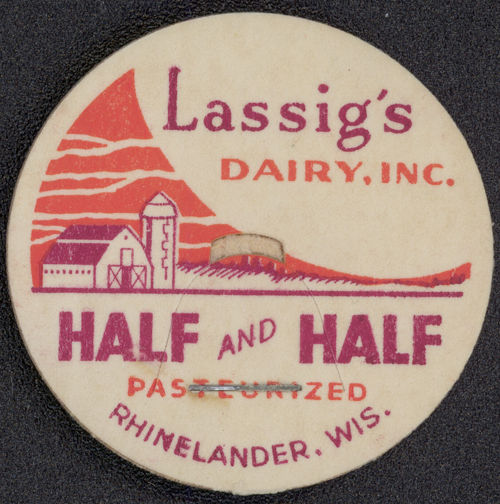 Lassig's
DAIRY, INC.
HALF AND HALF
PASTEURIZED
RHINELANDER, WIS.